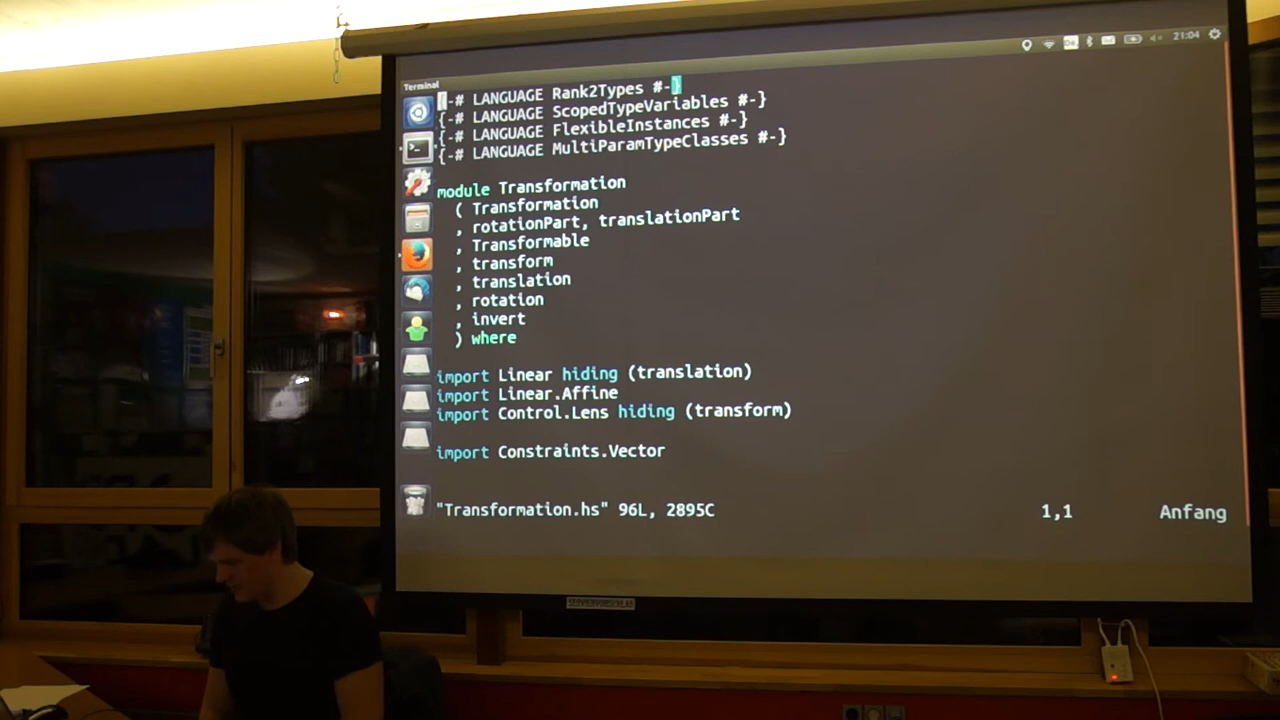 Terminal
De
21:04
{-# LANGUAGE Rank2Types #-}
{-# LANGUAGE ScopedTypeVariables #-}
{-# LANGUAGE FlexibleInstances #-}
{-# LANGUAGE MultiParamTypeClasses #-}
module Transformation
( Transformation
, rotationPart, translationPart
, Transformable
, transform
, translation
, rotation
, invert
) where
import Linear hiding (translation)
import Linear.Affine
import Control.Lens hiding (transform)
import Constraints.Vector
"Transformation.hs" 96L, 2895C
1,1
Anfang